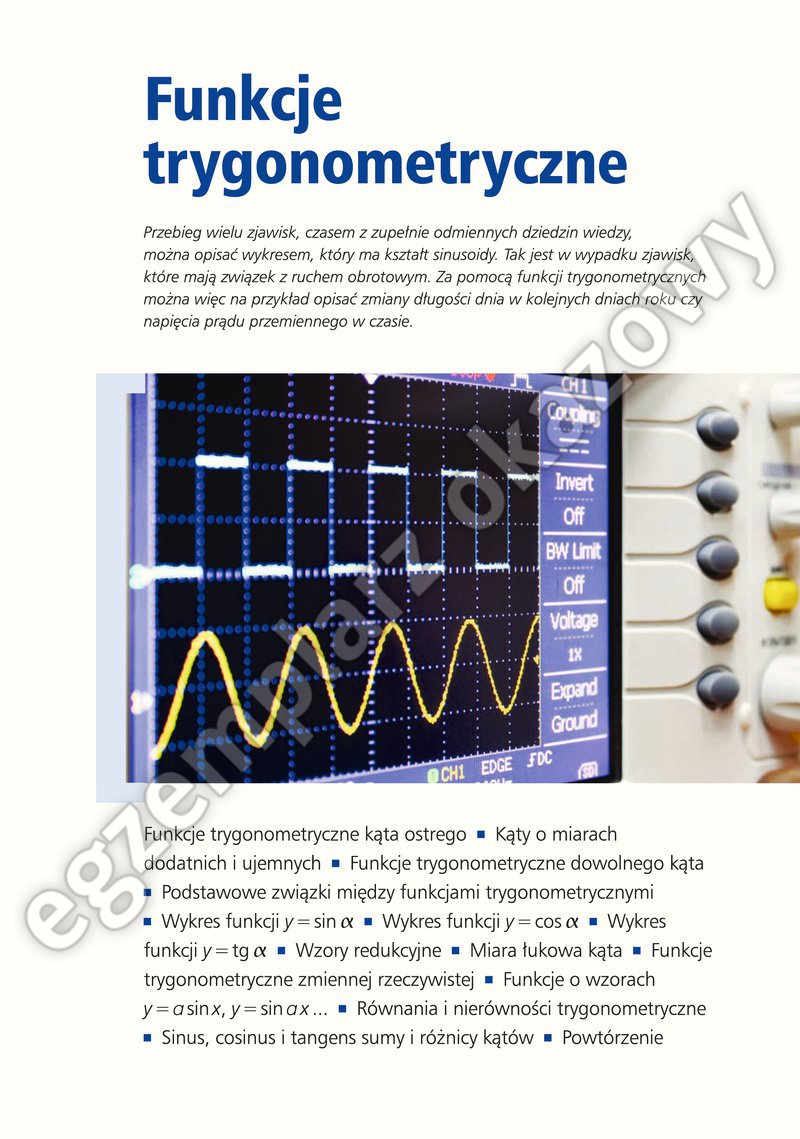 Funkcje
trygonometryczne
Przebieg wielu zjawisk, czasem z zupełnie odmiennych dziedzin wiedzy,
można opisać wykresem, który ma kształt sinusoidy. Tak jest w wypadku zjawisk,
które mają związek z ruchem obrotowym. Za pomocą funkcji trygonometrycznych
można więc na przykład opisać zmiany długości dnia w kolejnych dniach roku czy
napięcia prądu przemiennego w czasie.
CH 1
Coupling
Invert
Off
BW Limit
Off
Voltage
1X
Expand
Ground
CH1 EDGE DC
egzemplarz okazowy
Funkcje trygonometryczne kąta ostrego ▪ Kąty o miarach
dodatnich i ujemnych ▪ Funkcje trygonometryczne dowolnego kąta
▪ Podstawowe związki między funkcjami trygonometrycznymi
▪ Wykres funkcji y = sin α ▪ Wykres funkcji y = cos α ▪ Wykres
funkcji y = tg α ▪ Wzory redukcyjne ▪ Miara łukowa kąta ▪ Funkcje
trygonometryczne zmiennej rzeczywistej ▪ Funkcje o wzorach
y = a sin x, y = sin a x ... ▪ Równania i nierówności trygonometryczne
▪ Sinus, cosinus i tangens sumy i różnicy kątów ▪ Powtórzenie